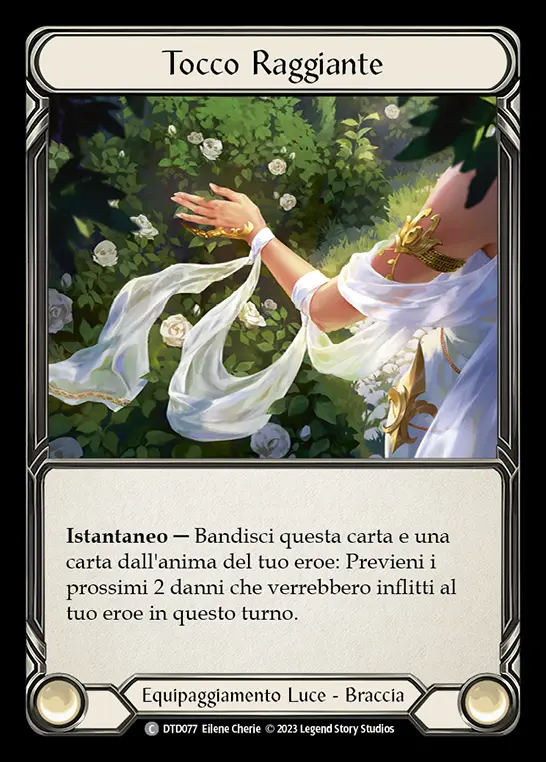 Tocco Raggiante
Istantaneo — Bandisci questa carta e una
carta dall'anima del tuo eroe: Previeni i
prossimi 2 danni che verrebbero inflitti al
tuo eroe in questo turno.
Equipaggiamento Luce - Braccia
C DTD077 Eilene Cherie © 2023 Legend Story Studios